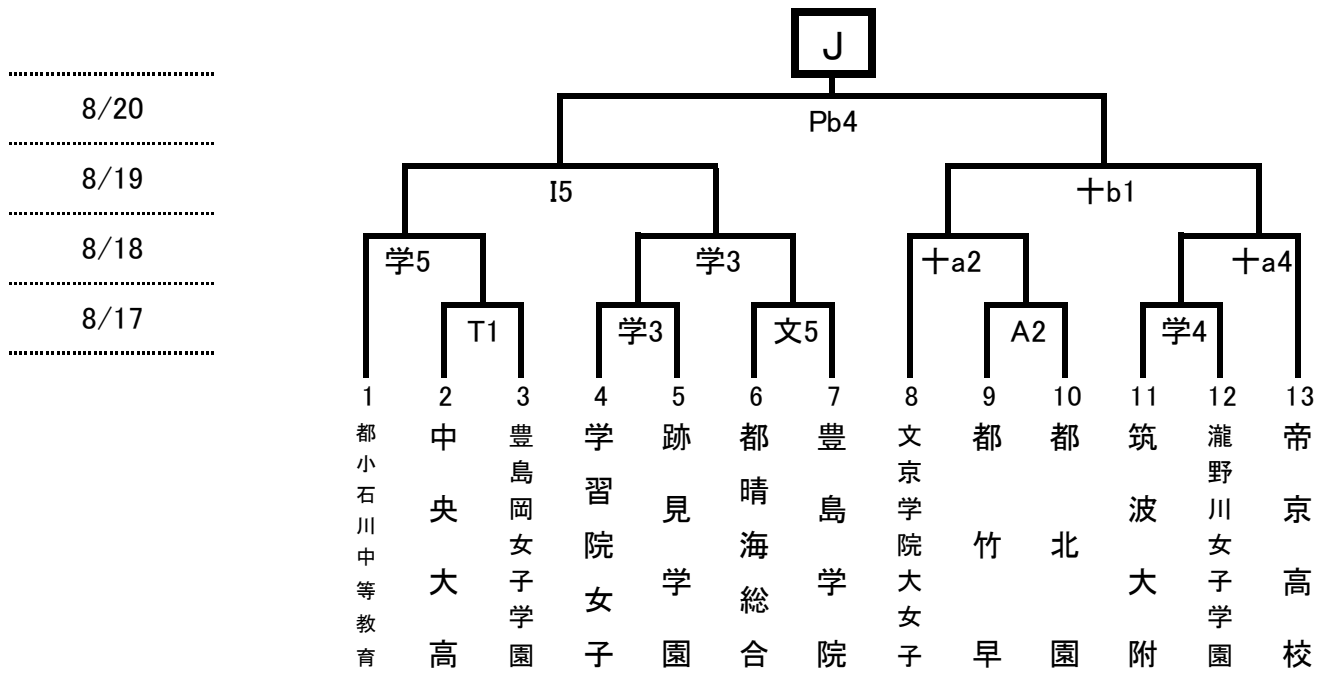 J
8/20
Pb4
8/19
I5
十b1
8/18
学5
学3
十a2
十a4
8/17
T1
学3
文5
A2
学4
1 2 3 4 5 6 7 8 9 10 11 12 13
都小石川中等教育
中央大高
豊島岡女子学園
学習院女子
跡見学園
都晴海総合
豊島学院
文京学院大女子
都竹早
都北園
筑波大附
瀧野川女子学園
帝京高校